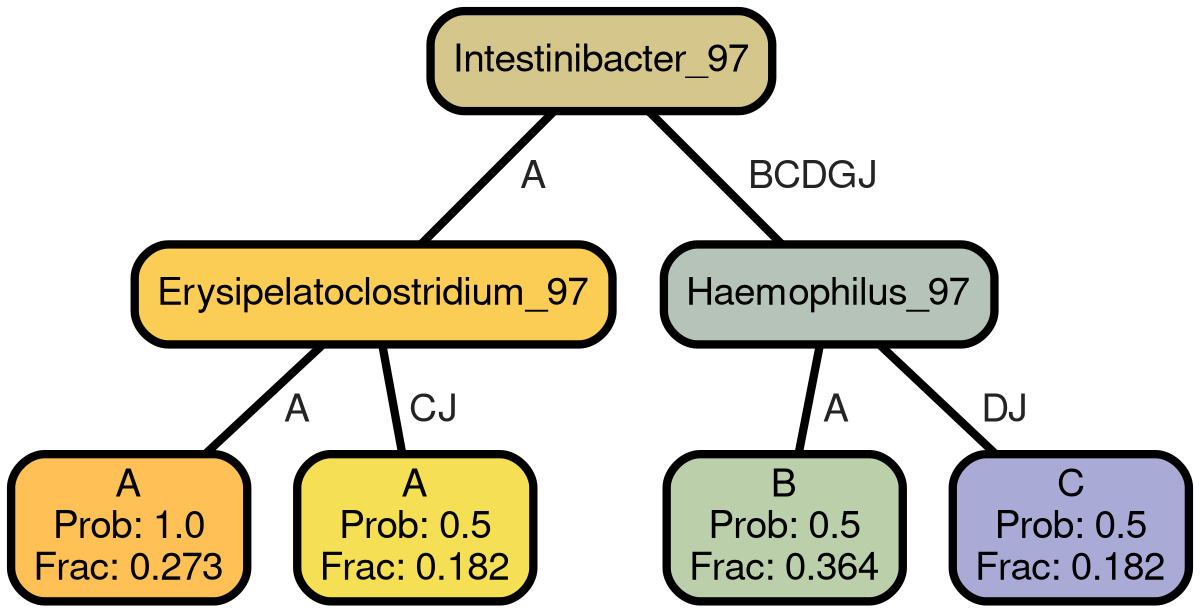 Intestinibacter_97
A
BCDGJ
Erysipelatoclostridium_97
Haemophilus_97
A
CJ
A
DJ
A
Prob: 1.0
Frac: 0.273
A
Prob: 0.5
Frac: 0.182
B
Prob: 0.5
Frac: 0.364
C
Prob: 0.5
Frac: 0.182